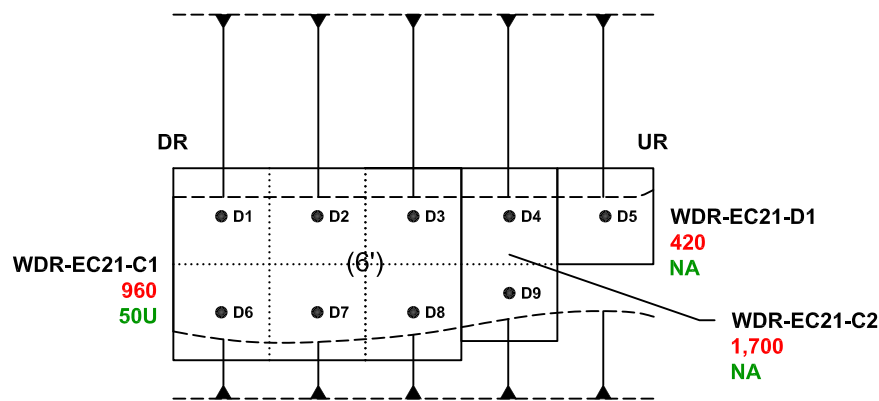 DR
UR
D1
D2
D3
D4
D5
WDR-EC21-D1
420
NA
WDR-EC21-C1
960
50U
(6')
D6
D7
D8
D9
WDR-EC21-C2
1,700
NA